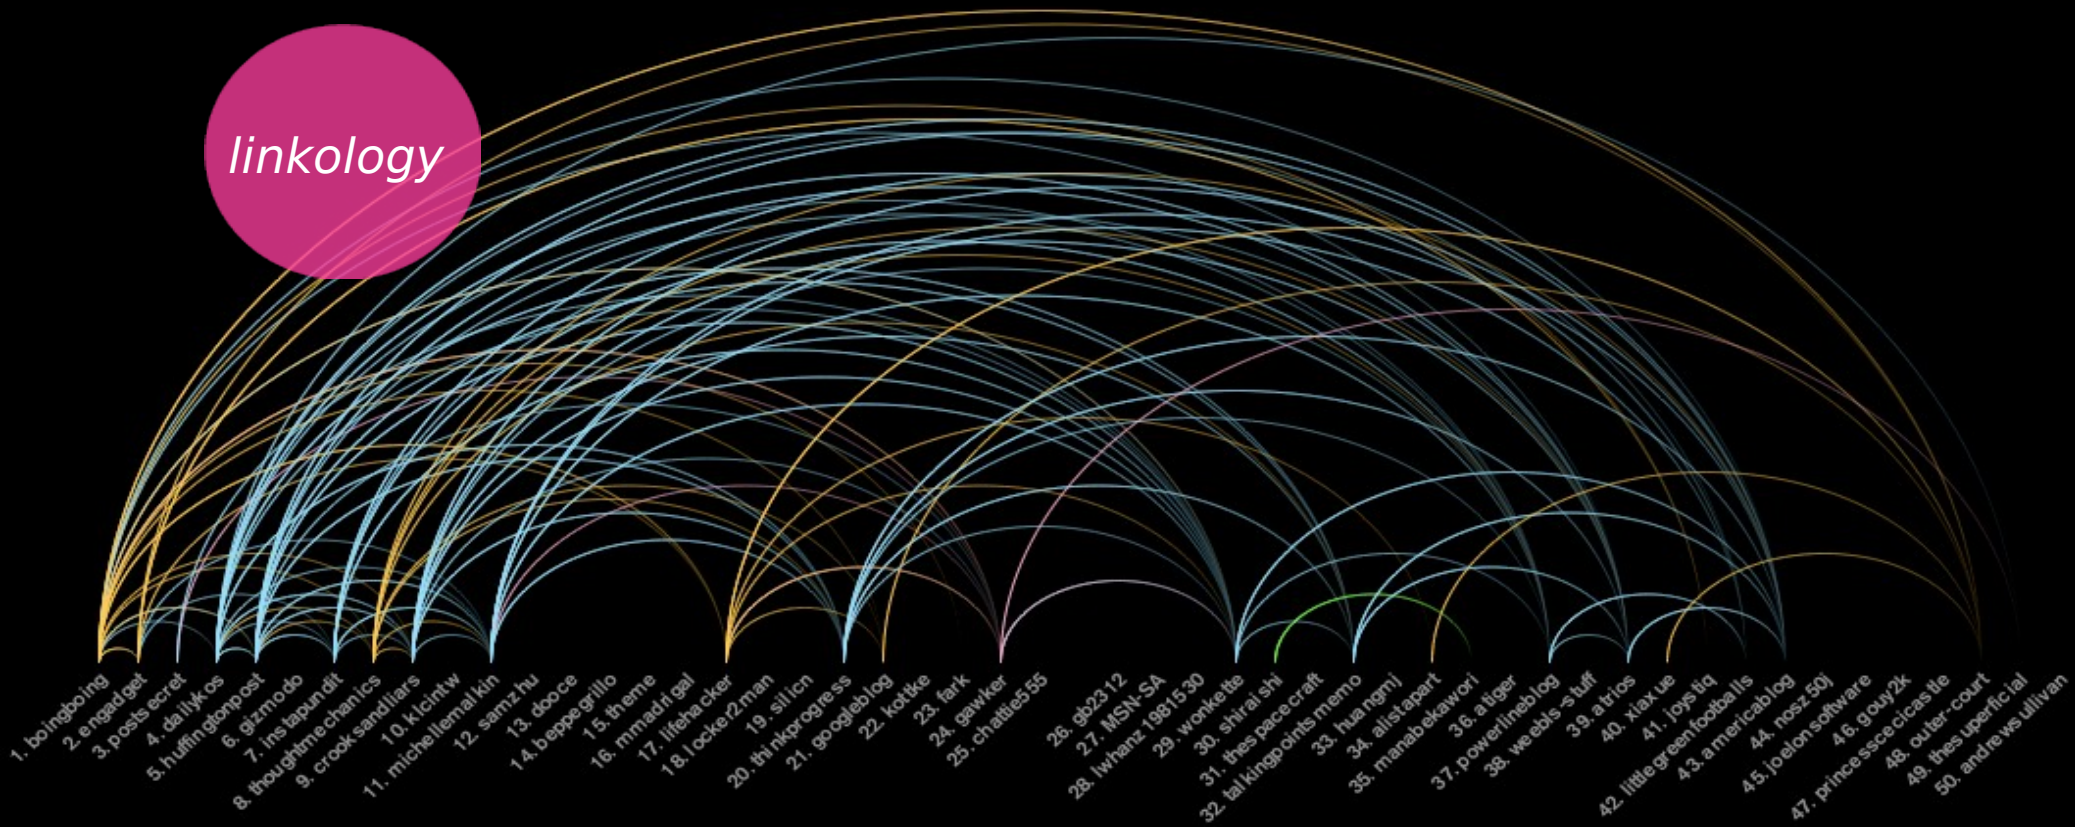 linkology
1. boingboing
2. engadget
3. postsecret
4. dailykos
5. huffingtonpost
6. gizmodo
7. instapundit
8. thoughtmechanics
9. crooksandliars
10. kicintw
11. michellemalkin
12. samzhu
13. dooce
14. beppegrillo
15. theme
16. mmadrigal
17. lifehacker
18. locker2man
19. silicn
20. thinkprogress
21. googleblog
22. kottke
23. fark
24. gawker
25. chattie555
26. gb2312
27. MSN-SA
28. lwhanz1981530
29. wonkette
30. shiraishi
31. thespacecraft
32. talkingpointsmemo
33. huangmj
34. alistapart
35. manabekawori
36. atiger
37. powerlineblog
38. weebls-stuff
39. atrios
40. xiaxue
41. joystiq
42. littlegreenfootballs
43. americablog
44. nosz50j
45. joelonsoftware
46. gouy2k
47. princesscecicastle
48. outer-court
49. thesuperficial
50. andrewsullivan